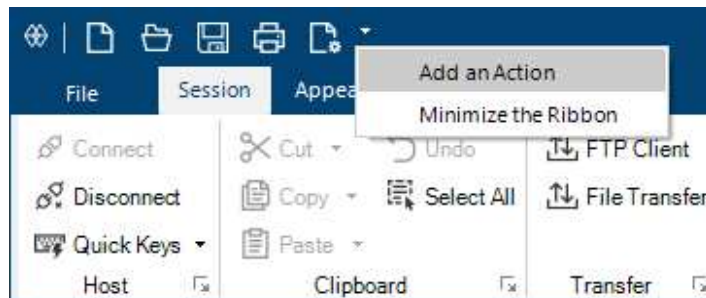 Add an Action
Minimize the Ribbon
File Session Appea
Connect Cut Undo FTP Client
Disconnect Copy Select All File Transfer
Quick Keys Paste
Host Clipboard Transfer